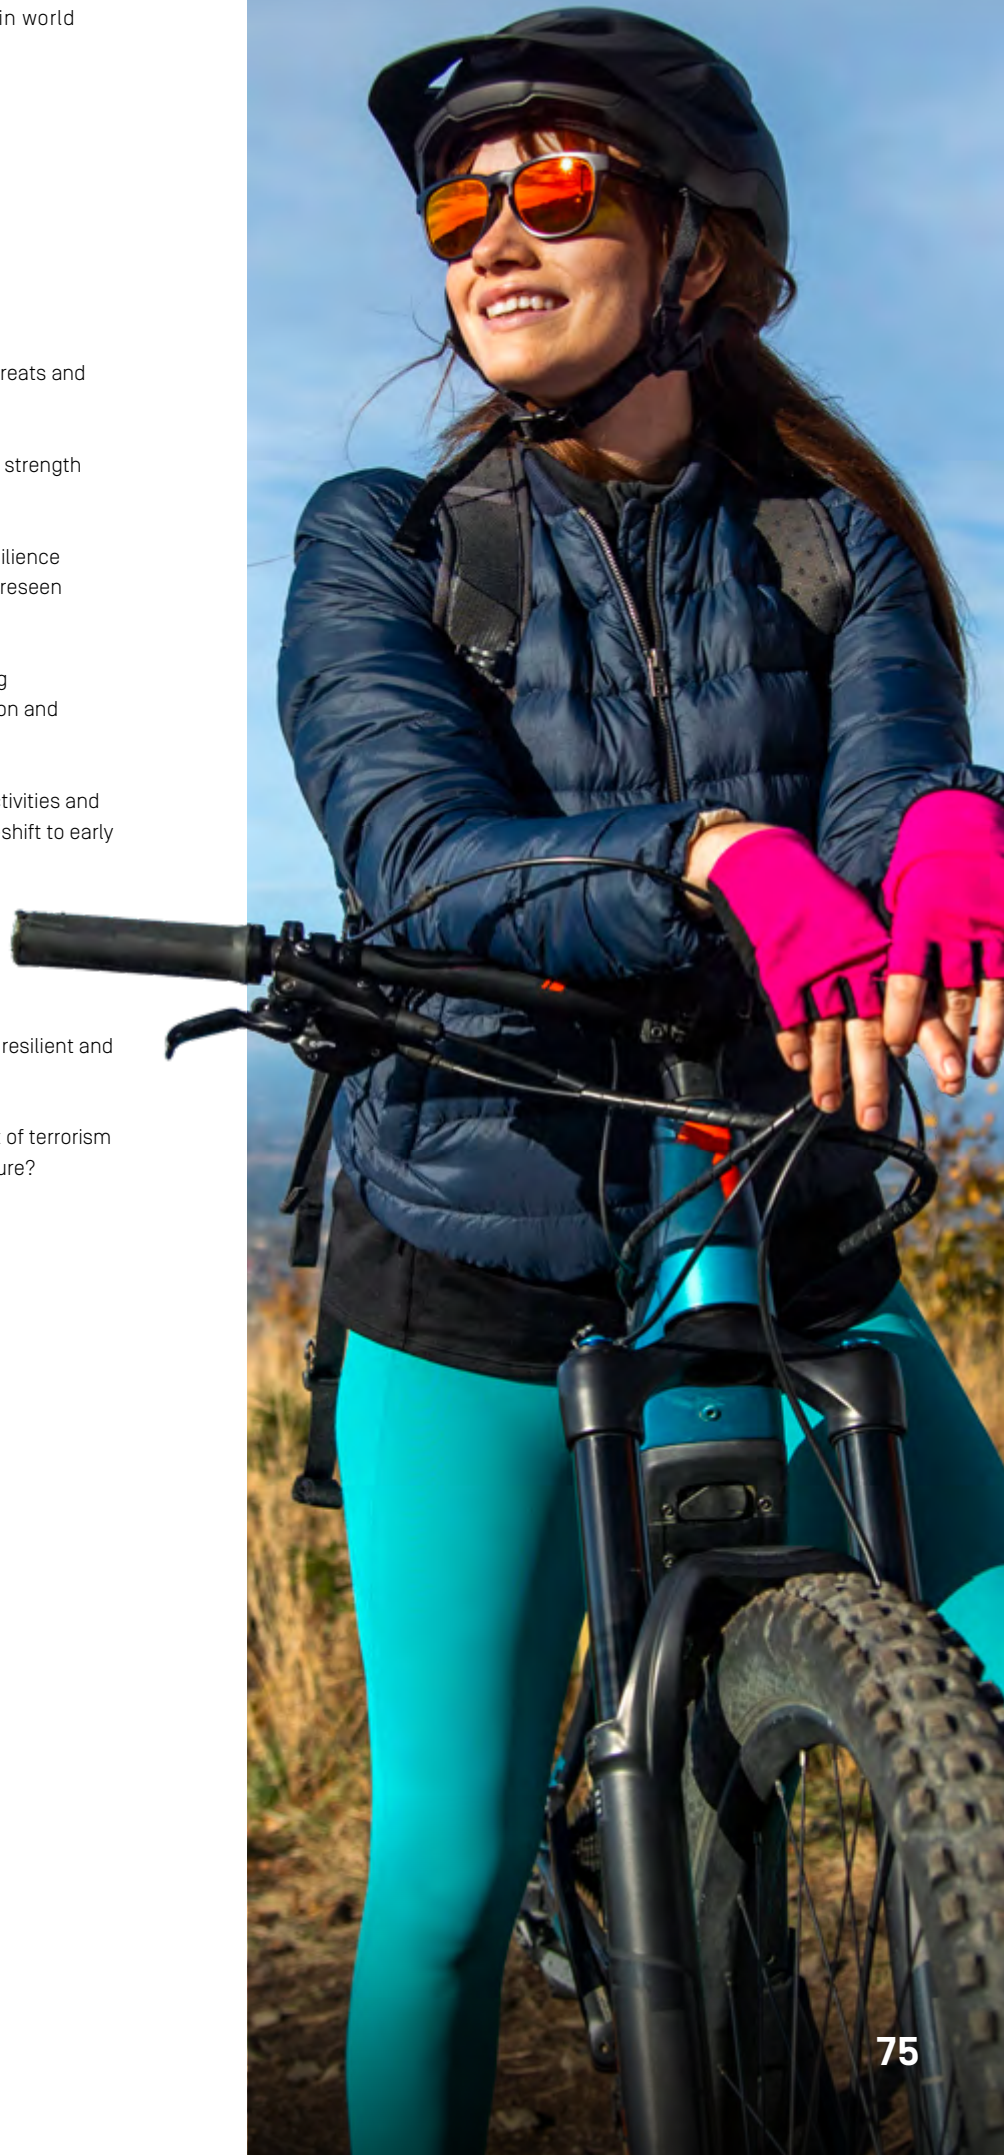 in world
reats and
strength
ilience
reseen
g
on and
tivities and
shift to early
resilient and
of terrorism
ure?
75